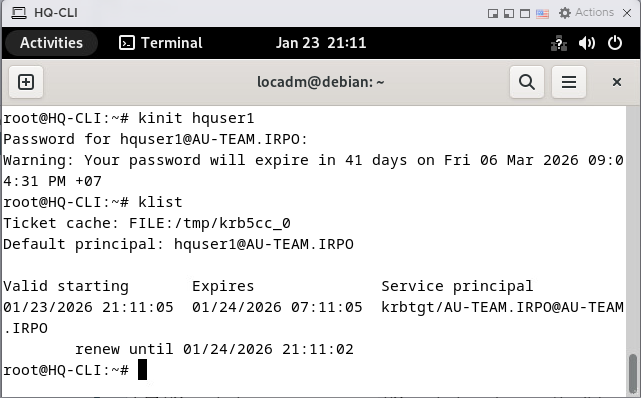 HQ-CLI
Actions
Activities
Terminal
Jan 23 21:11
locadm@debian: ~
root@HQ-CLI:~# kinit hquser1
Password for hquser1@AU-TEAM.IRPO:
Warning: Your password will expire in 41 days on Fri 06 Mar 2026 09:0
4:31 PM +07
root@HQ-CLI:~# klist
Ticket cache: FILE:/tmp/krb5cc_0
Default principal: hquser1@AU-TEAM.IRPO
Valid starting       Expires              Service principal
01/23/2026 21:11:05  01/24/2026 07:11:05  krbtgt/AU-TEAM.IRPO@AU-TEAM
.IRPO
renew until 01/24/2026 21:11:02
root@HQ-CLI:~#